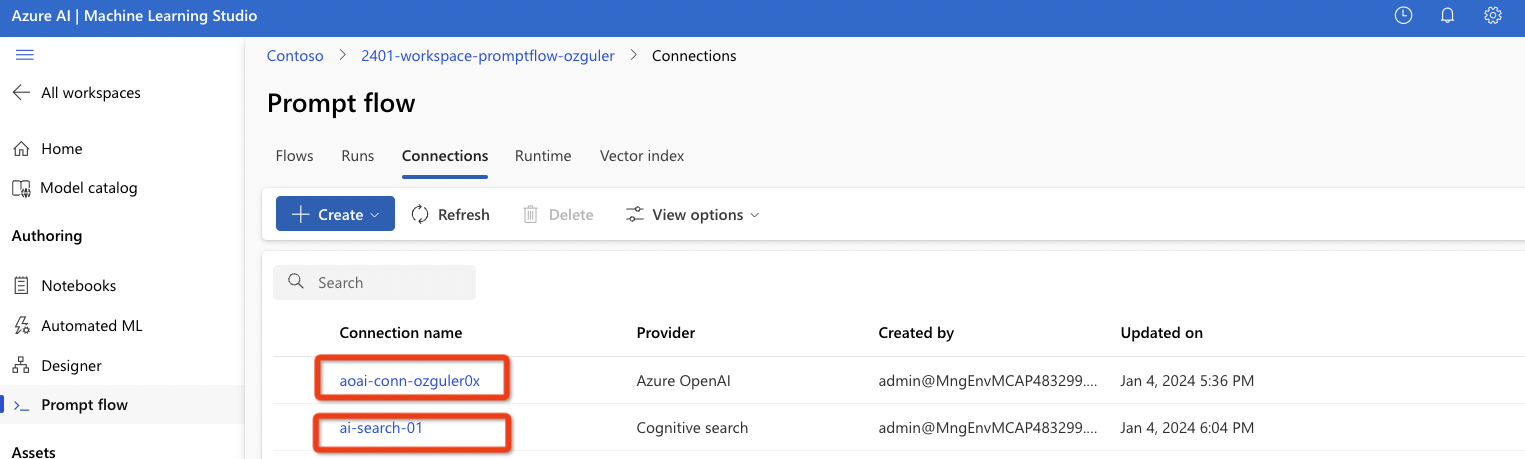 Azure AI | Machine Learning Studio
Contoso > 2401-workspace-promptflow-ozguler > Connections
All workspaces
Home
Model catalog
Authoring
Notebooks
Automated ML
Designer
Prompt flow
Assets
Prompt flow
Flows Runs Connections Runtime Vector index
Create Refresh Delete View options
Search
Connection name Provider Created by Updated on
aoai-conn-ozguler0x Azure OpenAI admin@MngEnvMCAP483299.... Jan 4, 2024 5:36 PM
ai-search-01 Cognitive search admin@MngEnvMCAP483299.... Jan 4, 2024 6:04 PM